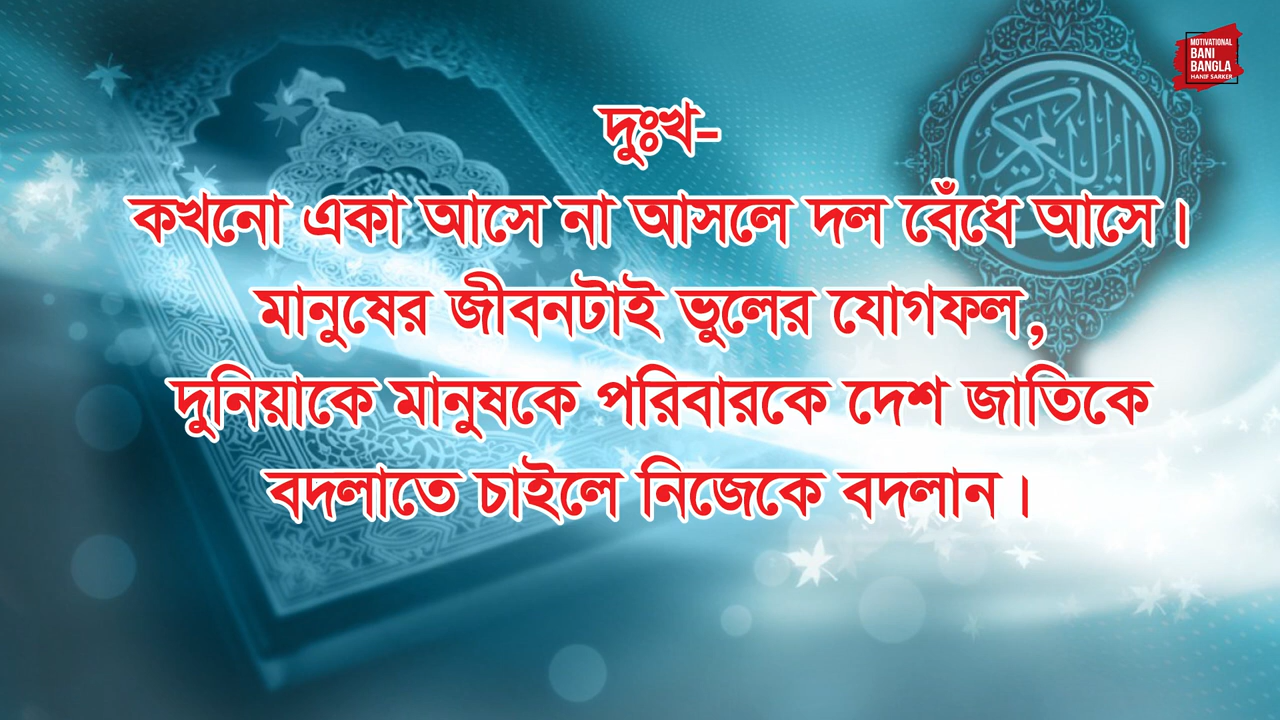 MOTIVATIONAL
BANI
BANGLA
HANIF SARKER
দুঃখ-
কখনো একা আসে না আসলে দল বেঁধে আসে।
মানুষের জীবনটাই ভুলের যোগফল,
দুনিয়াকে মানুষকে পরিবারকে দেশ জাতিকে
বদলাতে চাইলে নিজেকে বদলান।